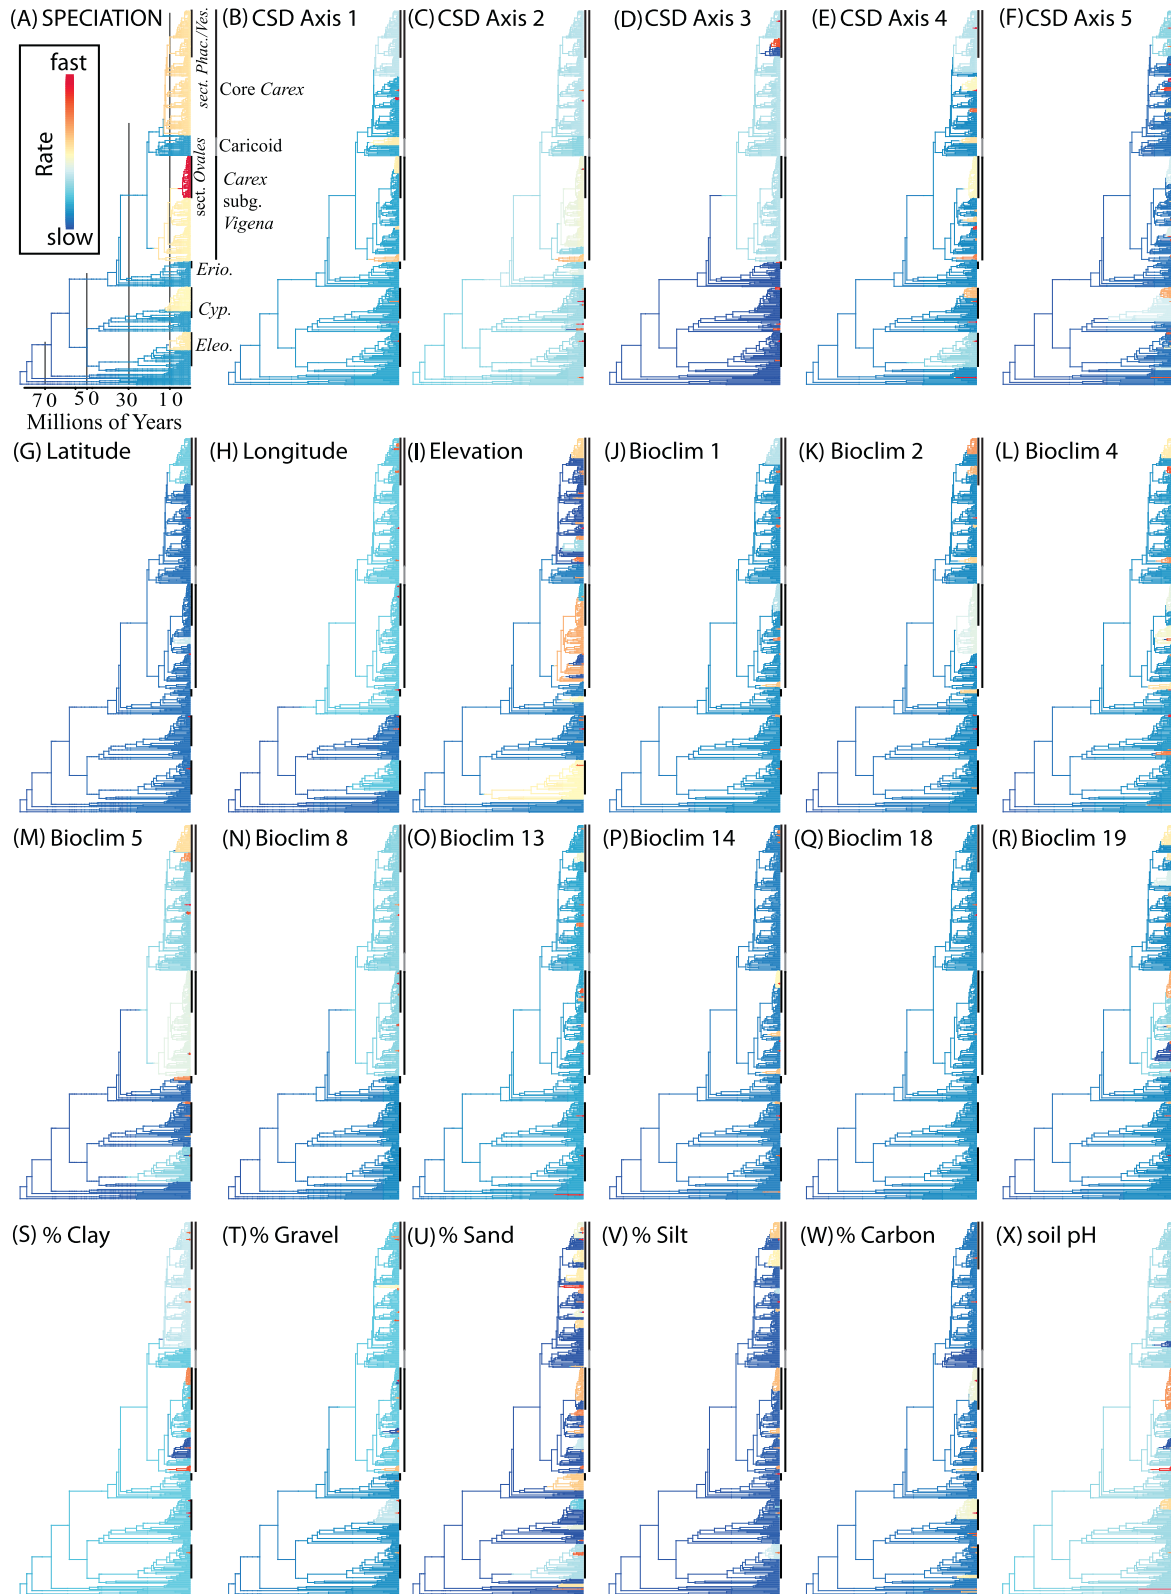 (A) SPECIATION
fast
Rate
slow
sect. Phac./Ves.
Core Carex
Caricoid
sect. Ovales
Carex
subg.
Vigena
Erio.
Cyp.
Eleo.
70 50 30 10
Millions of Years
(B) CSD Axis 1
(C) CSD Axis 2
(D) CSD Axis 3
(E) CSD Axis 4
(F) CSD Axis 5
(G) Latitude
(H) Longitude
(I) Elevation
(J) Bioclim 1
(K) Bioclim 2
(L) Bioclim 4
(M) Bioclim 5
(N) Bioclim 8
(O) Bioclim 13
(P) Bioclim 14
(Q) Bioclim 18
(R) Bioclim 19
(S) % Clay
(T) % Gravel
(U) % Sand
(V) % Silt
(W) % Carbon
(X) soil pH